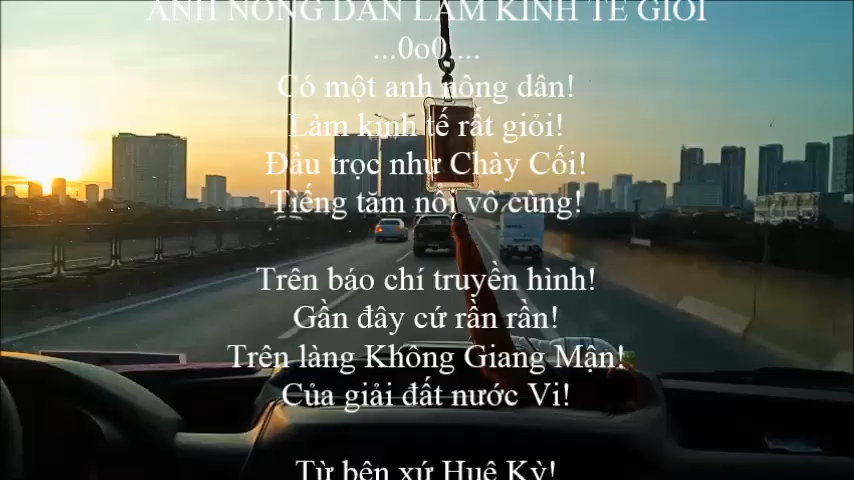 ANH NÔNG DÂN LÀM KINH TẾ GIỎI
...0o0....
Có một anh nông dân!
Làm kinh tế rất giỏi!
Đầu trọc như Chày Cối!
Tiếng tăm nổi vô cùng!
Trên báo chí truyền hình!
Gần đây cứ rần rần!
Trên làng Không Giang Mận!
Của giải đất nước Vi!
Từ bên xứ Huê Kỳ!